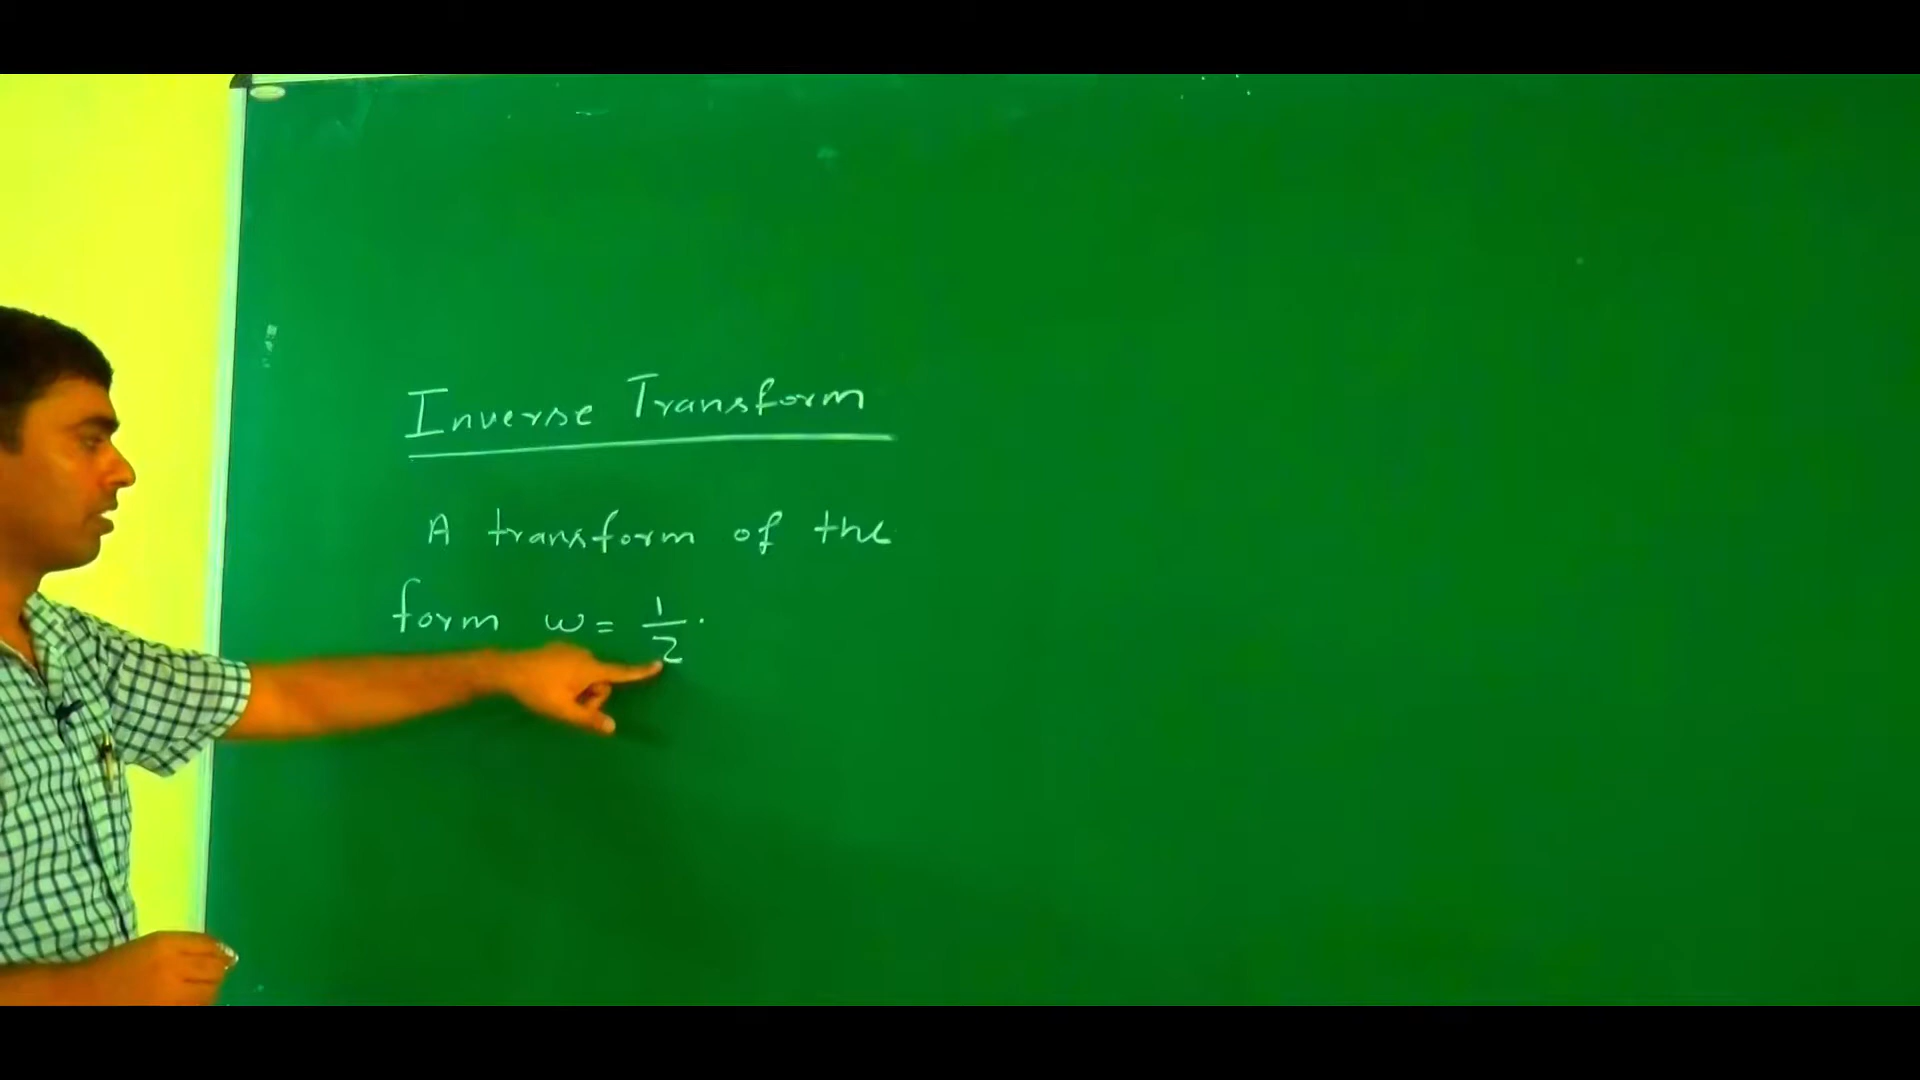 Inverse Transform
A transform of the
form w = 1/z.